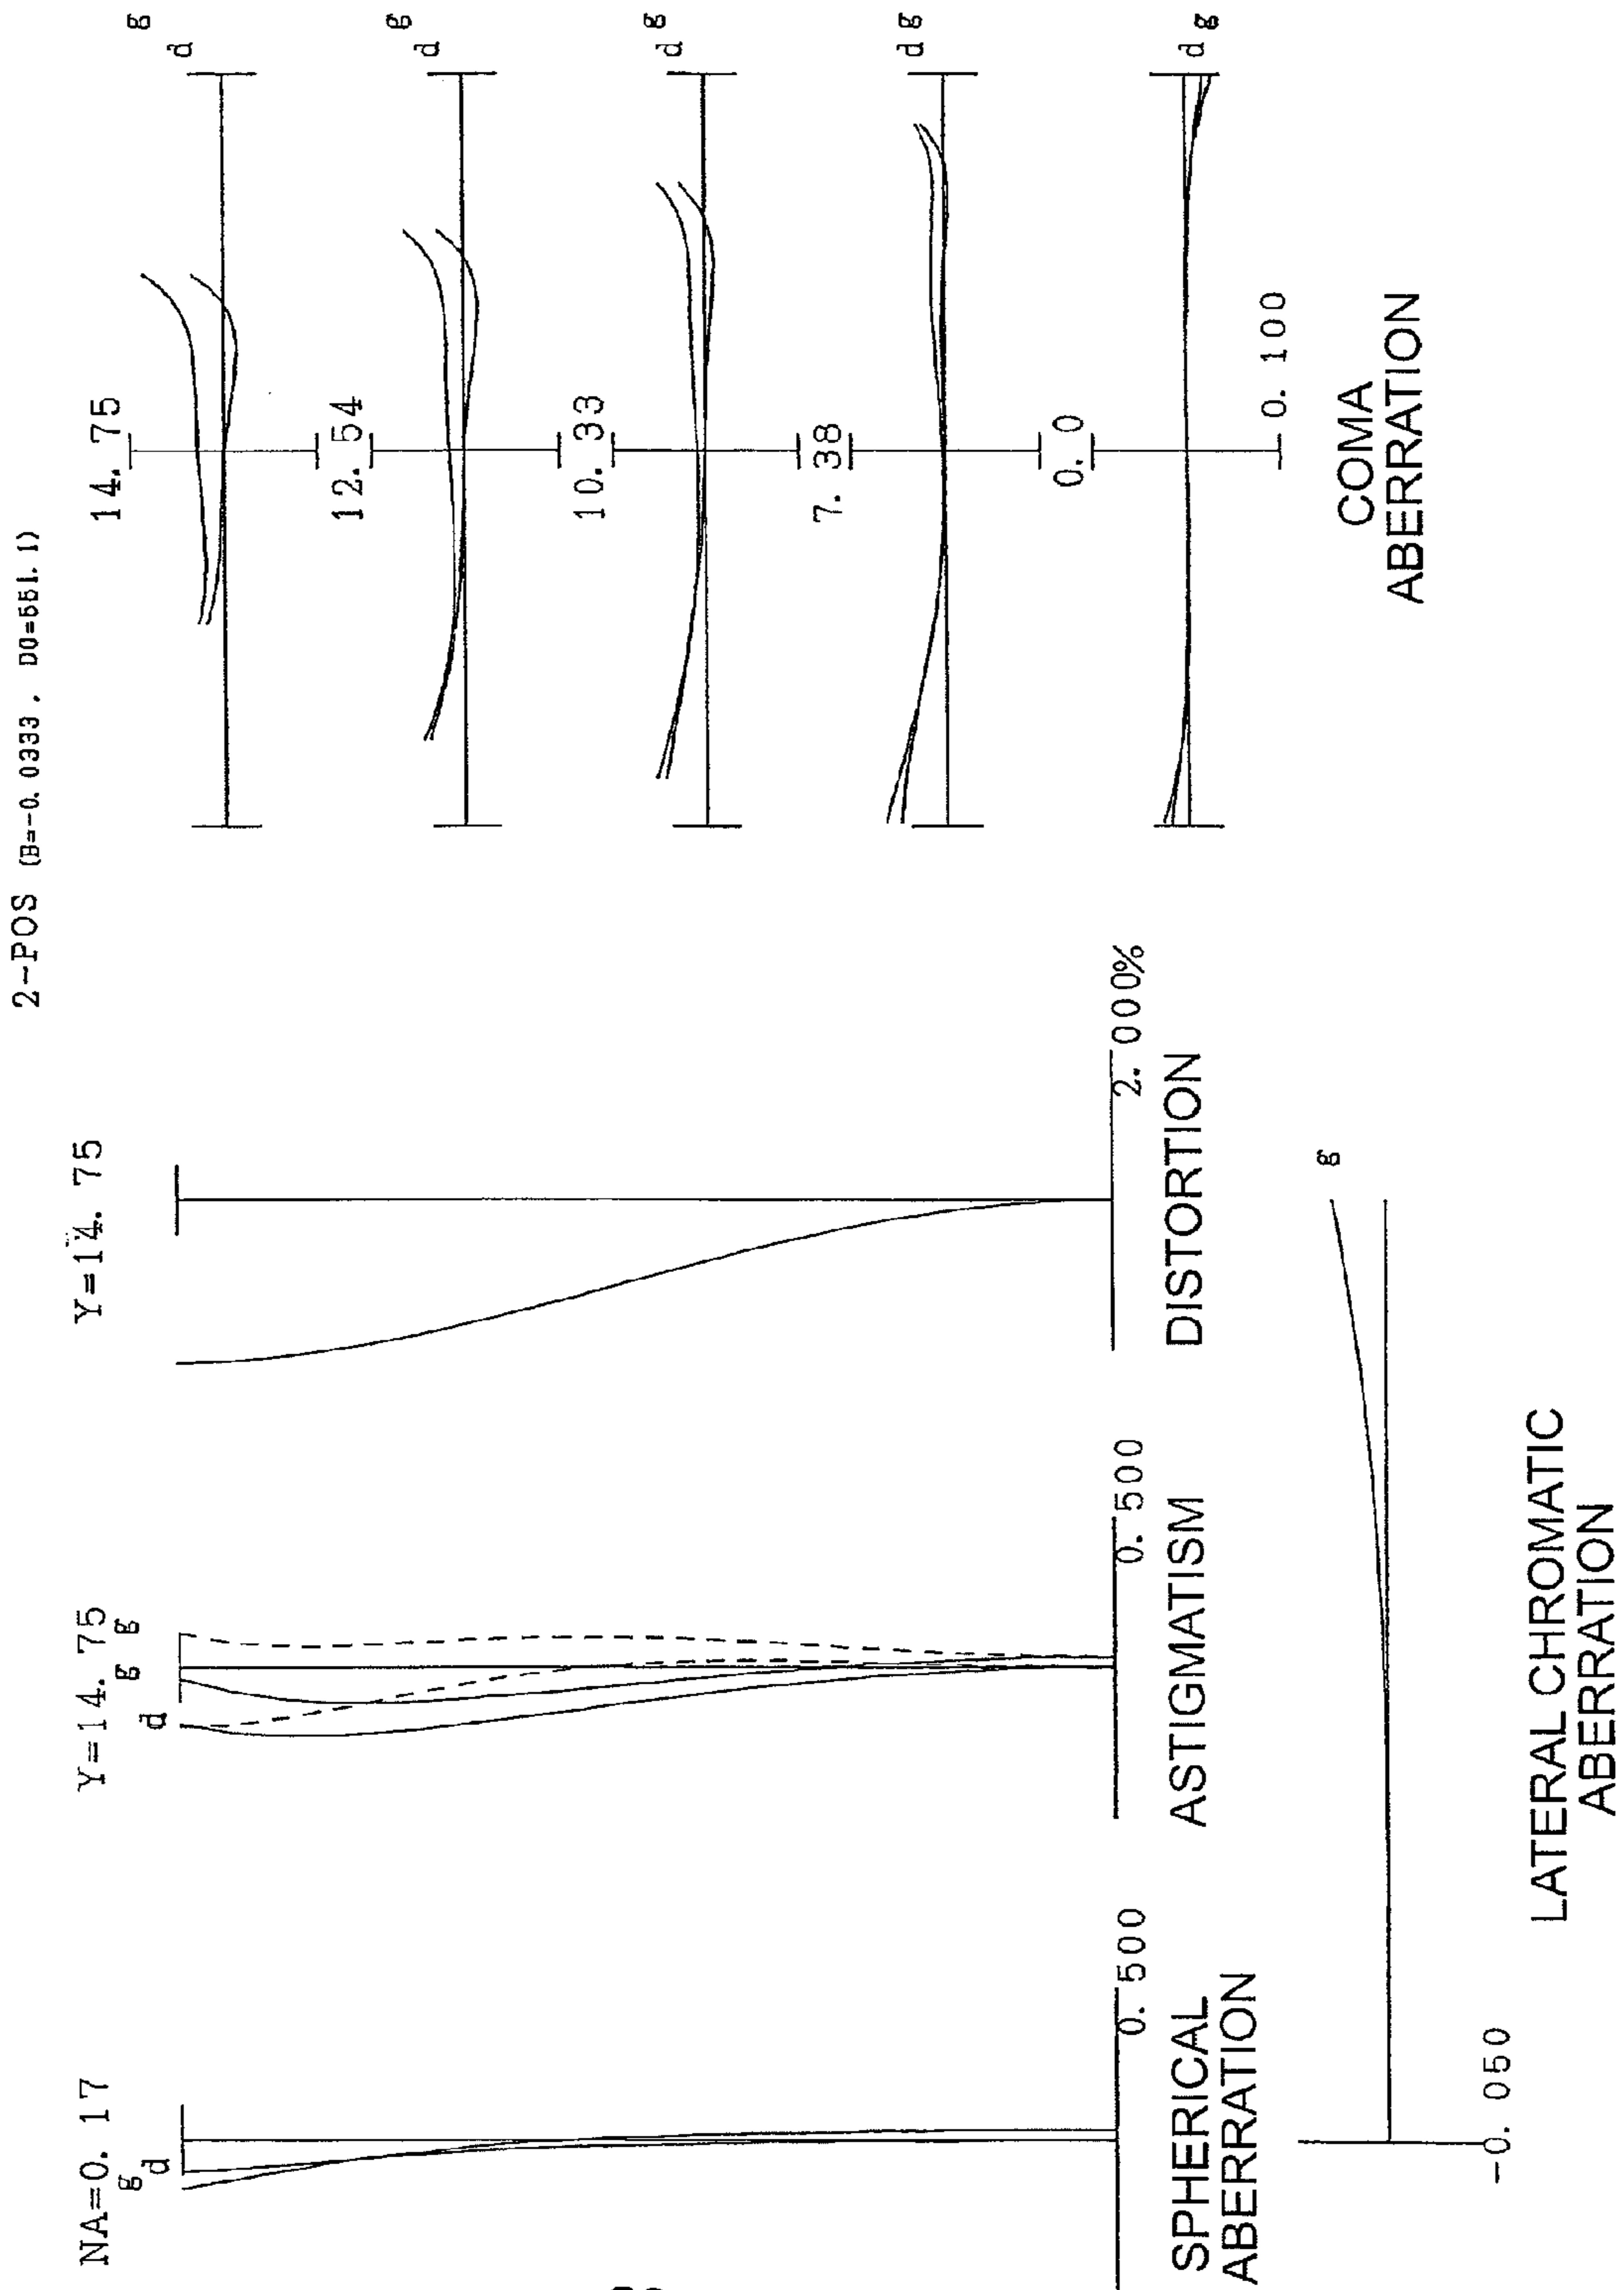 2-POS (B=-0.0333, D0=551.1)
NA=0.17
g
d
0.500
SPHERICAL
ABERRATION
Y=14.75
d
g
g
0.500
ASTIGMATISM
Y=14.75
2.000%
DISTORTION
14.75
g
d
12.54
g
d
10.33
g
d
7.38
g
d
0.0
d
g
0.100
COMA
ABERRATION
g
-0.050
LATERAL CHROMATIC
ABERRATION